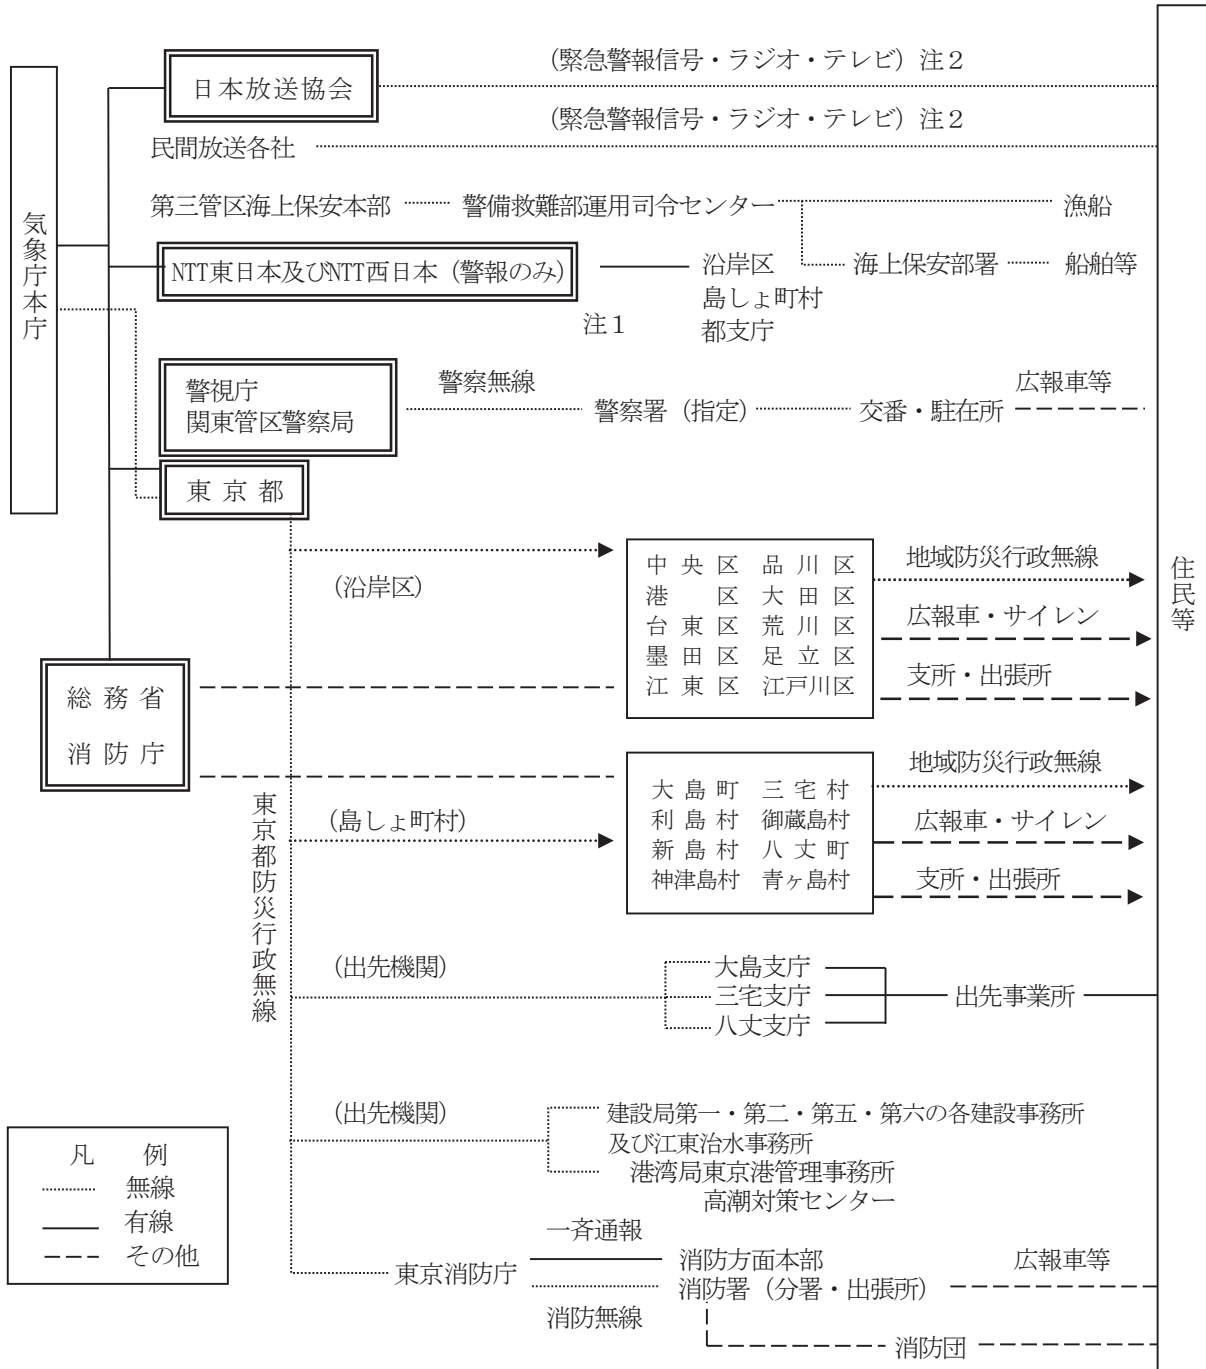 (緊急警報信号・ラジオ・テレビ）注２
日本放送協会
(緊急警報信号・ラジオ・テレビ）注２
民間放送各社
気象庁本庁
第三管区海上保安本部
警備救難部運用司令センター
漁船
NTT東日本及びNTT西日本（警報のみ）
沿岸区
島しょ町村
都支庁
海上保安部署
船舶等
注１
警視庁
関東管区警察局
警察無線
警察署（指定）
交番・駐在所
広報車等
東京都
(沿岸区)
中央区 品川区
港 区 大田区
台東区 荒川区
墨田区 足立区
江東区 江戸川区
地域防災行政無線
広報車・サイレン
支所・出張所
住民等
総務省
消防庁
東京都防災行政無線
(島しょ町村)
大島町 三宅村
利島村 御蔵島村
新島村 八丈町
神津島村 青ヶ島村
地域防災行政無線
広報車・サイレン
支所・出張所
(出先機関)
大島支庁
三宅支庁
八丈支庁
出先事業所
(出先機関)
建設局第一・第二・第五・第六の各建設事務所
及び江東治水事務所
港湾局東京港管理事務所
高潮対策センター
凡 例
無線
有線
その他
東京消防庁
一斉通報
消防無線
消防方面本部
消防署（分署・出張所）
広報車等
消防団